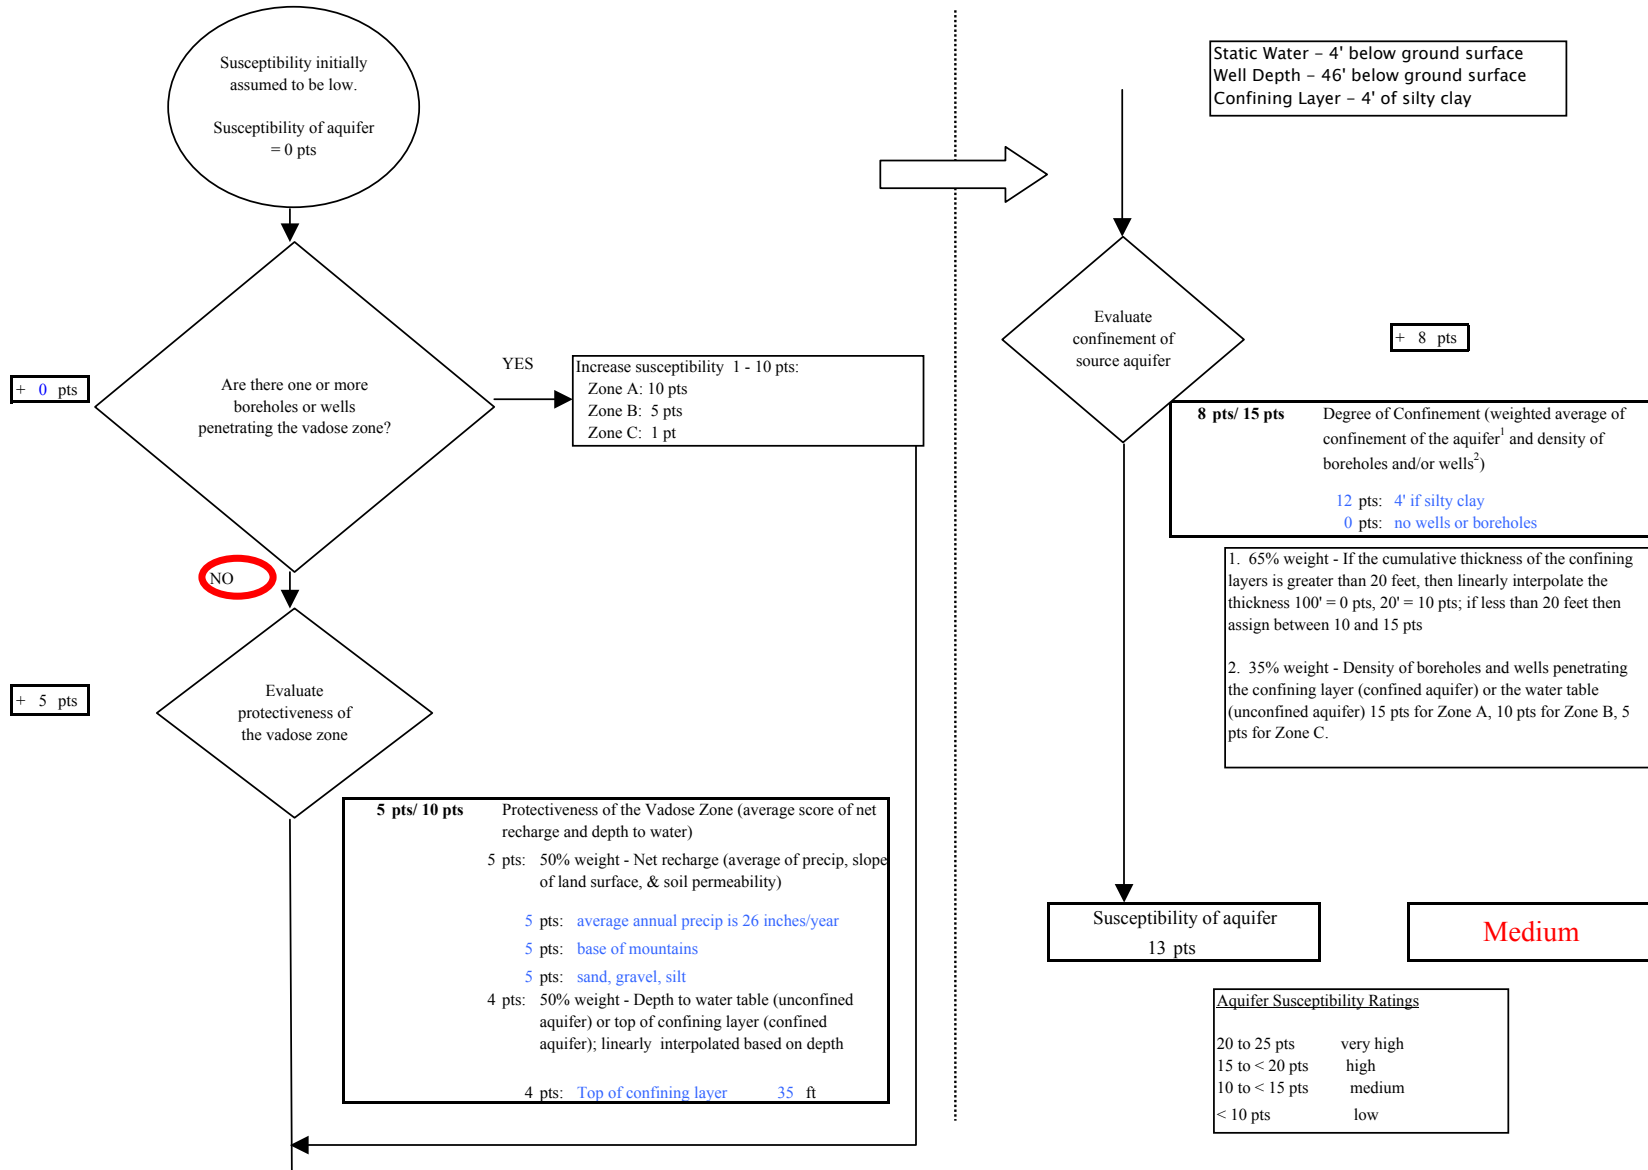 Susceptibility initially
assumed to be low.
Susceptibility of aquifer
= 0 pts
Are there one or more
boreholes or wells
penetrating the vadose zone?
+ 0 pts
YES
Increase susceptibility 1 - 10 pts:
Zone A: 10 pts
Zone B: 5 pts
Zone C: 1 pt
NO
Evaluate
protectiveness of
the vadose zone
+ 5 pts
5 pts/ 10 pts Protectiveness of the Vadose Zone (average score of net
recharge and depth to water)
5 pts: 50% weight - Net recharge (average of precip, slope
of land surface, & soil permeability)
5 pts: average annual precip is 26 inches/year
5 pts: base of mountains
5 pts: sand, gravel, silt
4 pts: 50% weight - Depth to water table (unconfined
aquifer) or top of confining layer (confined
aquifer); linearly interpolated based on depth
4 pts: Top of confining layer 35 ft
Static Water – 4' below ground surface
Well Depth – 46' below ground surface
Confining Layer – 4' of silty clay
Evaluate
confinement of
source aquifer
+ 8 pts
8 pts/ 15 pts Degree of Confinement (weighted average of
confinement of the aquifer1 and density of
boreholes and/or wells2)
12 pts: 4' if silty clay
0 pts: no wells or boreholes
1. 65% weight - If the cumulative thickness of the confining
layers is greater than 20 feet, then linearly interpolate the
thickness 100' = 0 pts, 20' = 10 pts; if less than 20 feet then
assign between 10 and 15 pts
2. 35% weight - Density of boreholes and wells penetrating
the confining layer (confined aquifer) or the water table
(unconfined aquifer) 15 pts for Zone A, 10 pts for Zone B, 5
pts for Zone C.
Susceptibility of aquifer
13 pts
Medium
Aquifer Susceptibility Ratings
20 to 25 pts very high
15 to < 20 pts high
10 to < 15 pts medium
< 10 pts low